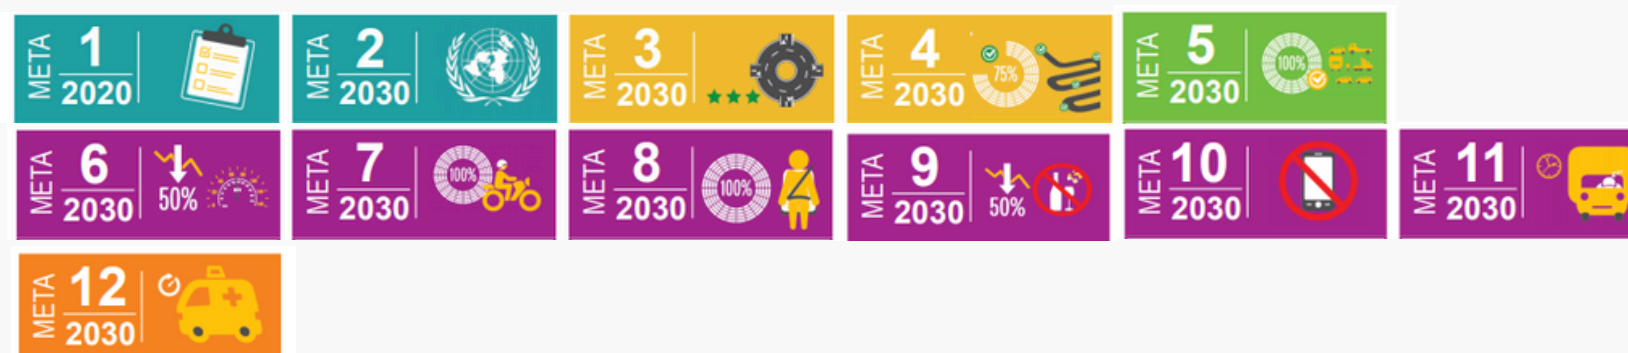 META 1 2020
META 2 2030
META 3 2030
META 4 2030 75%
META 5 2030 100%
META 6 2030 50%
META 7 2030 100%
META 8 2030 100%
META 9 2030 50%
META 10 2030
META 11 2030
META 12 2030